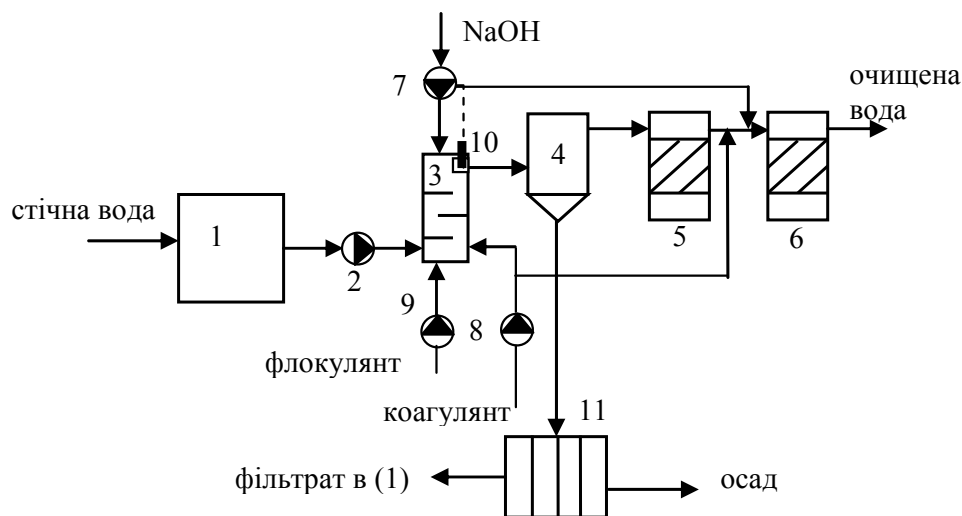 NaOH
7
очищена
вода
10
3
4
стічна вода
1
5
6
2
9
8
флокулянт
коагулянт
11
фільтрат в (1)
осад